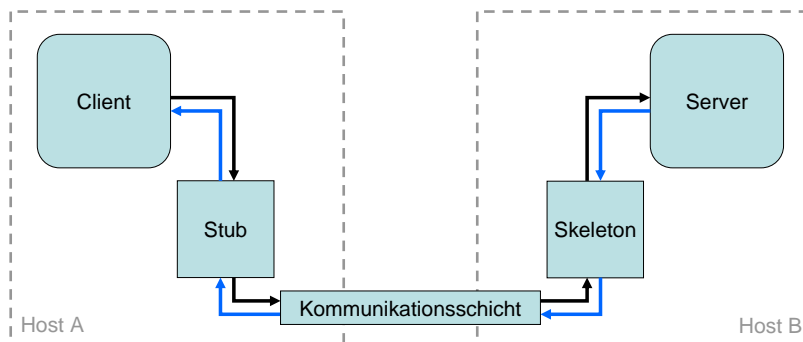 Client
Server
Stub
Skeleton
Kommunikationsschicht
Host A
Host B